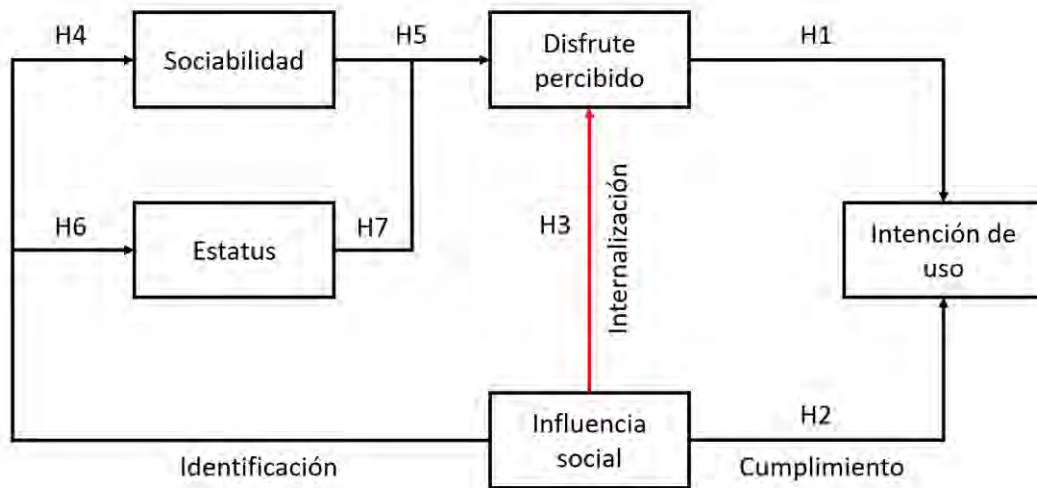 H4
Sociabilidad
H5
Disfrute
percibido
H1
H6
Estatus
H7
H3
Internalización
Intención de
uso
Influencia
social
H2
Identificación
Cumplimiento